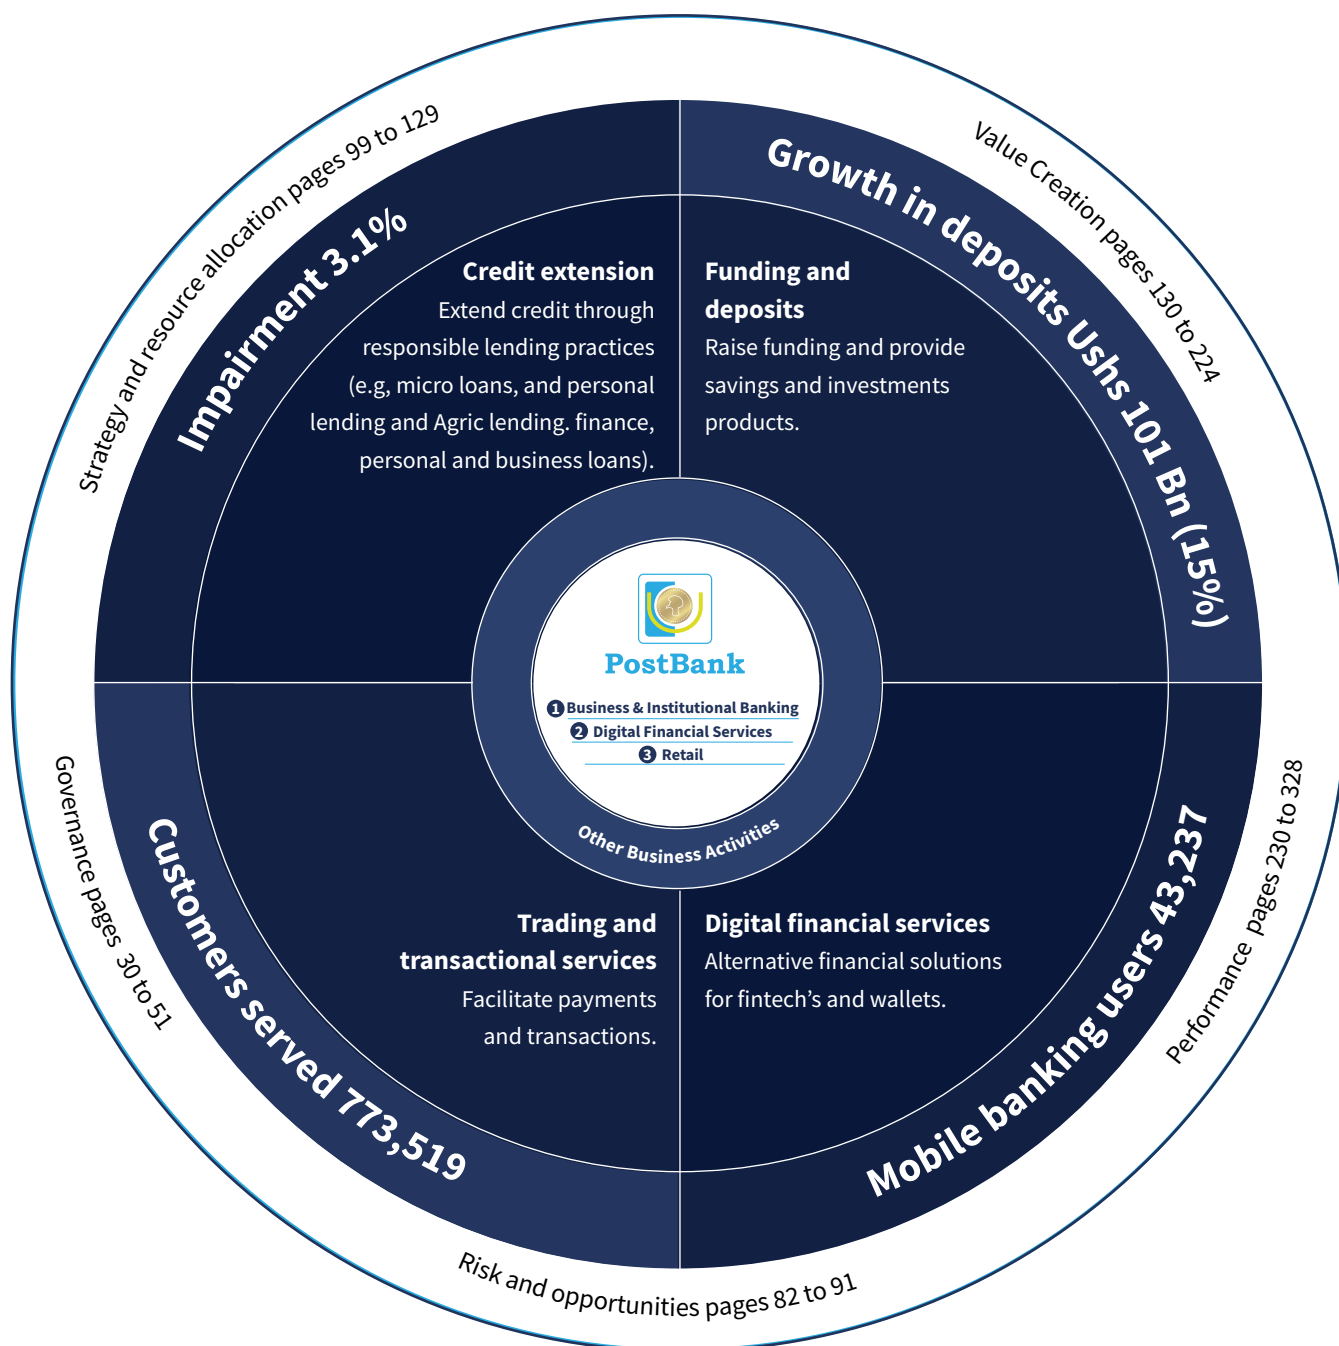 Strategy and resource allocation pages 99 to 129
Value Creation pages 130 to 224
Impairment 3.1%
Growth in deposits Ushs 101 Bn (15%)
Credit extension
Extend credit through
responsible lending practices
(e.g, micro loans, and personal
lending and Agric lending. finance,
personal and business loans).
Funding and
deposits
Raise funding and provide
savings and investments
products.
PostBank
1 Business & Institutional Banking
2 Digital Financial Services
3 Retail
Other Business Activities
Trading and
transactional services
Facilitate payments
and transactions.
Digital financial services
Alternative financial solutions
for fintech’s and wallets.
Customers served 773,519
Mobile banking users 43,237
Governance pages 30 to 51
Performance pages 230 to 328
Risk and opportunities pages 82 to 91